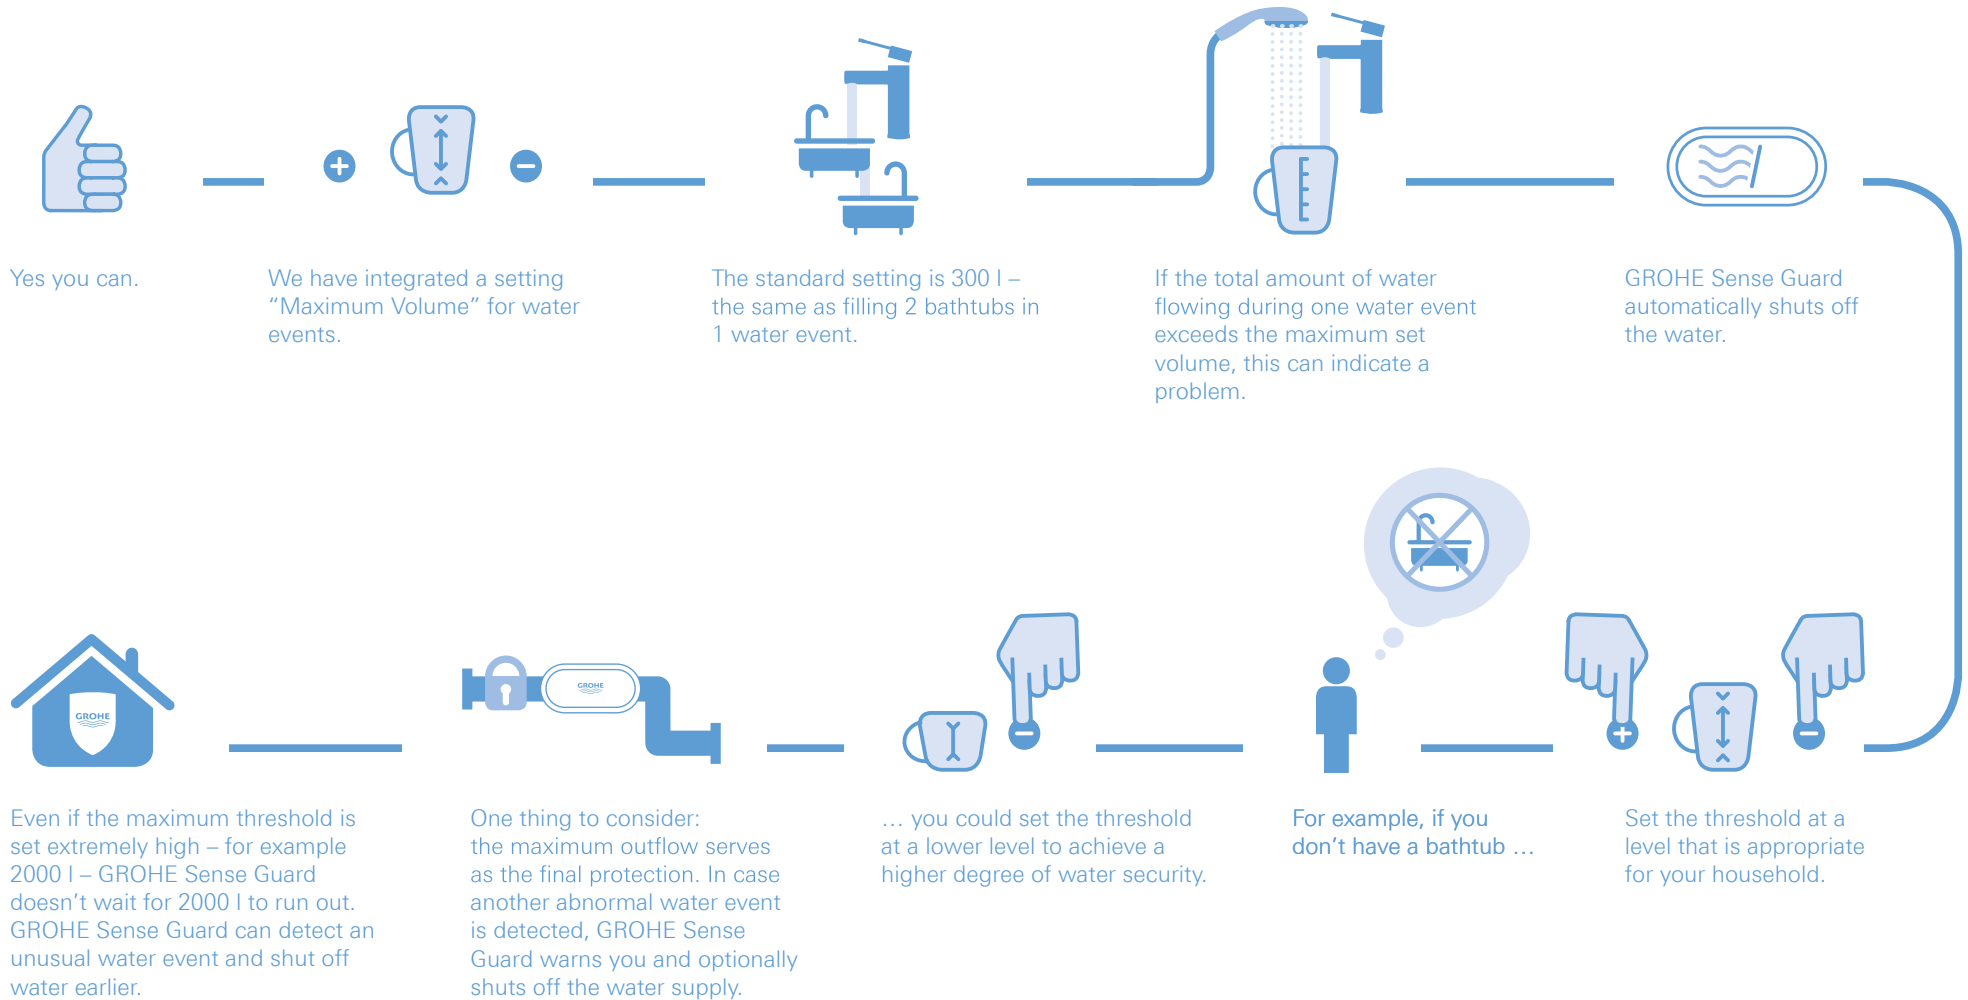 Yes you can.
We have integrated a setting
“Maximum Volume” for water
events.
The standard setting is 300 l –
the same as filling 2 bathtubs in
1 water event.
If the total amount of water
flowing during one water event
exceeds the maximum set
volume, this can indicate a
problem.
GROHE Sense Guard
automatically shuts off
the water.
Set the threshold at a
level that is appropriate
for your household.
For example, if you
don’t have a bathtub …
… you could set the threshold
at a lower level to achieve a
higher degree of water security.
GROHE
One thing to consider:
the maximum outflow serves
as the final protection. In case
another abnormal water event
is detected, GROHE Sense
Guard warns you and optionally
shuts off the water supply.
GROHE
Even if the maximum threshold is
set extremely high – for example
2000 l – GROHE Sense Guard
doesn’t wait for 2000 l to run out.
GROHE Sense Guard can detect an
unusual water event and shut off
water earlier.